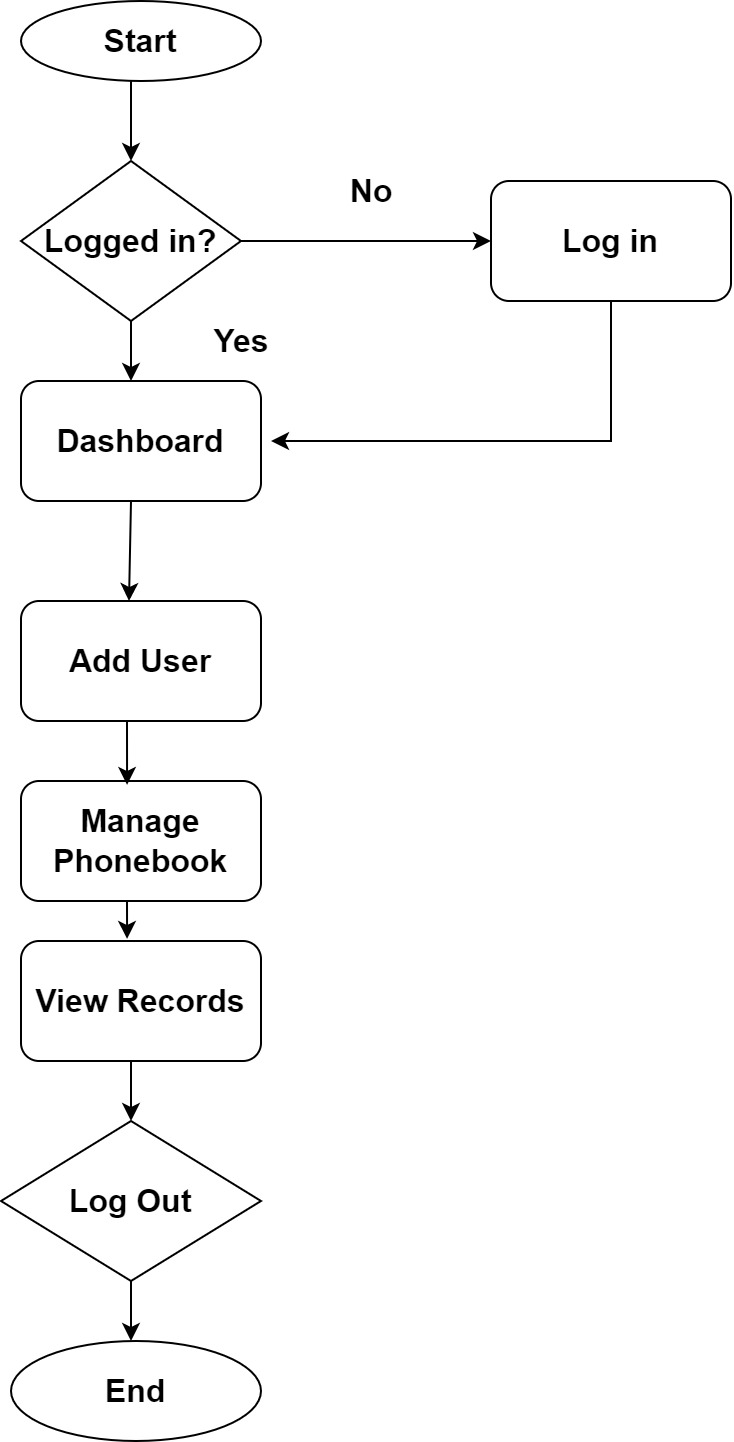 Start
No
Logged in?
Log in
Yes
Dashboard
Add User
Manage
Phonebook
View Records
Log Out
End